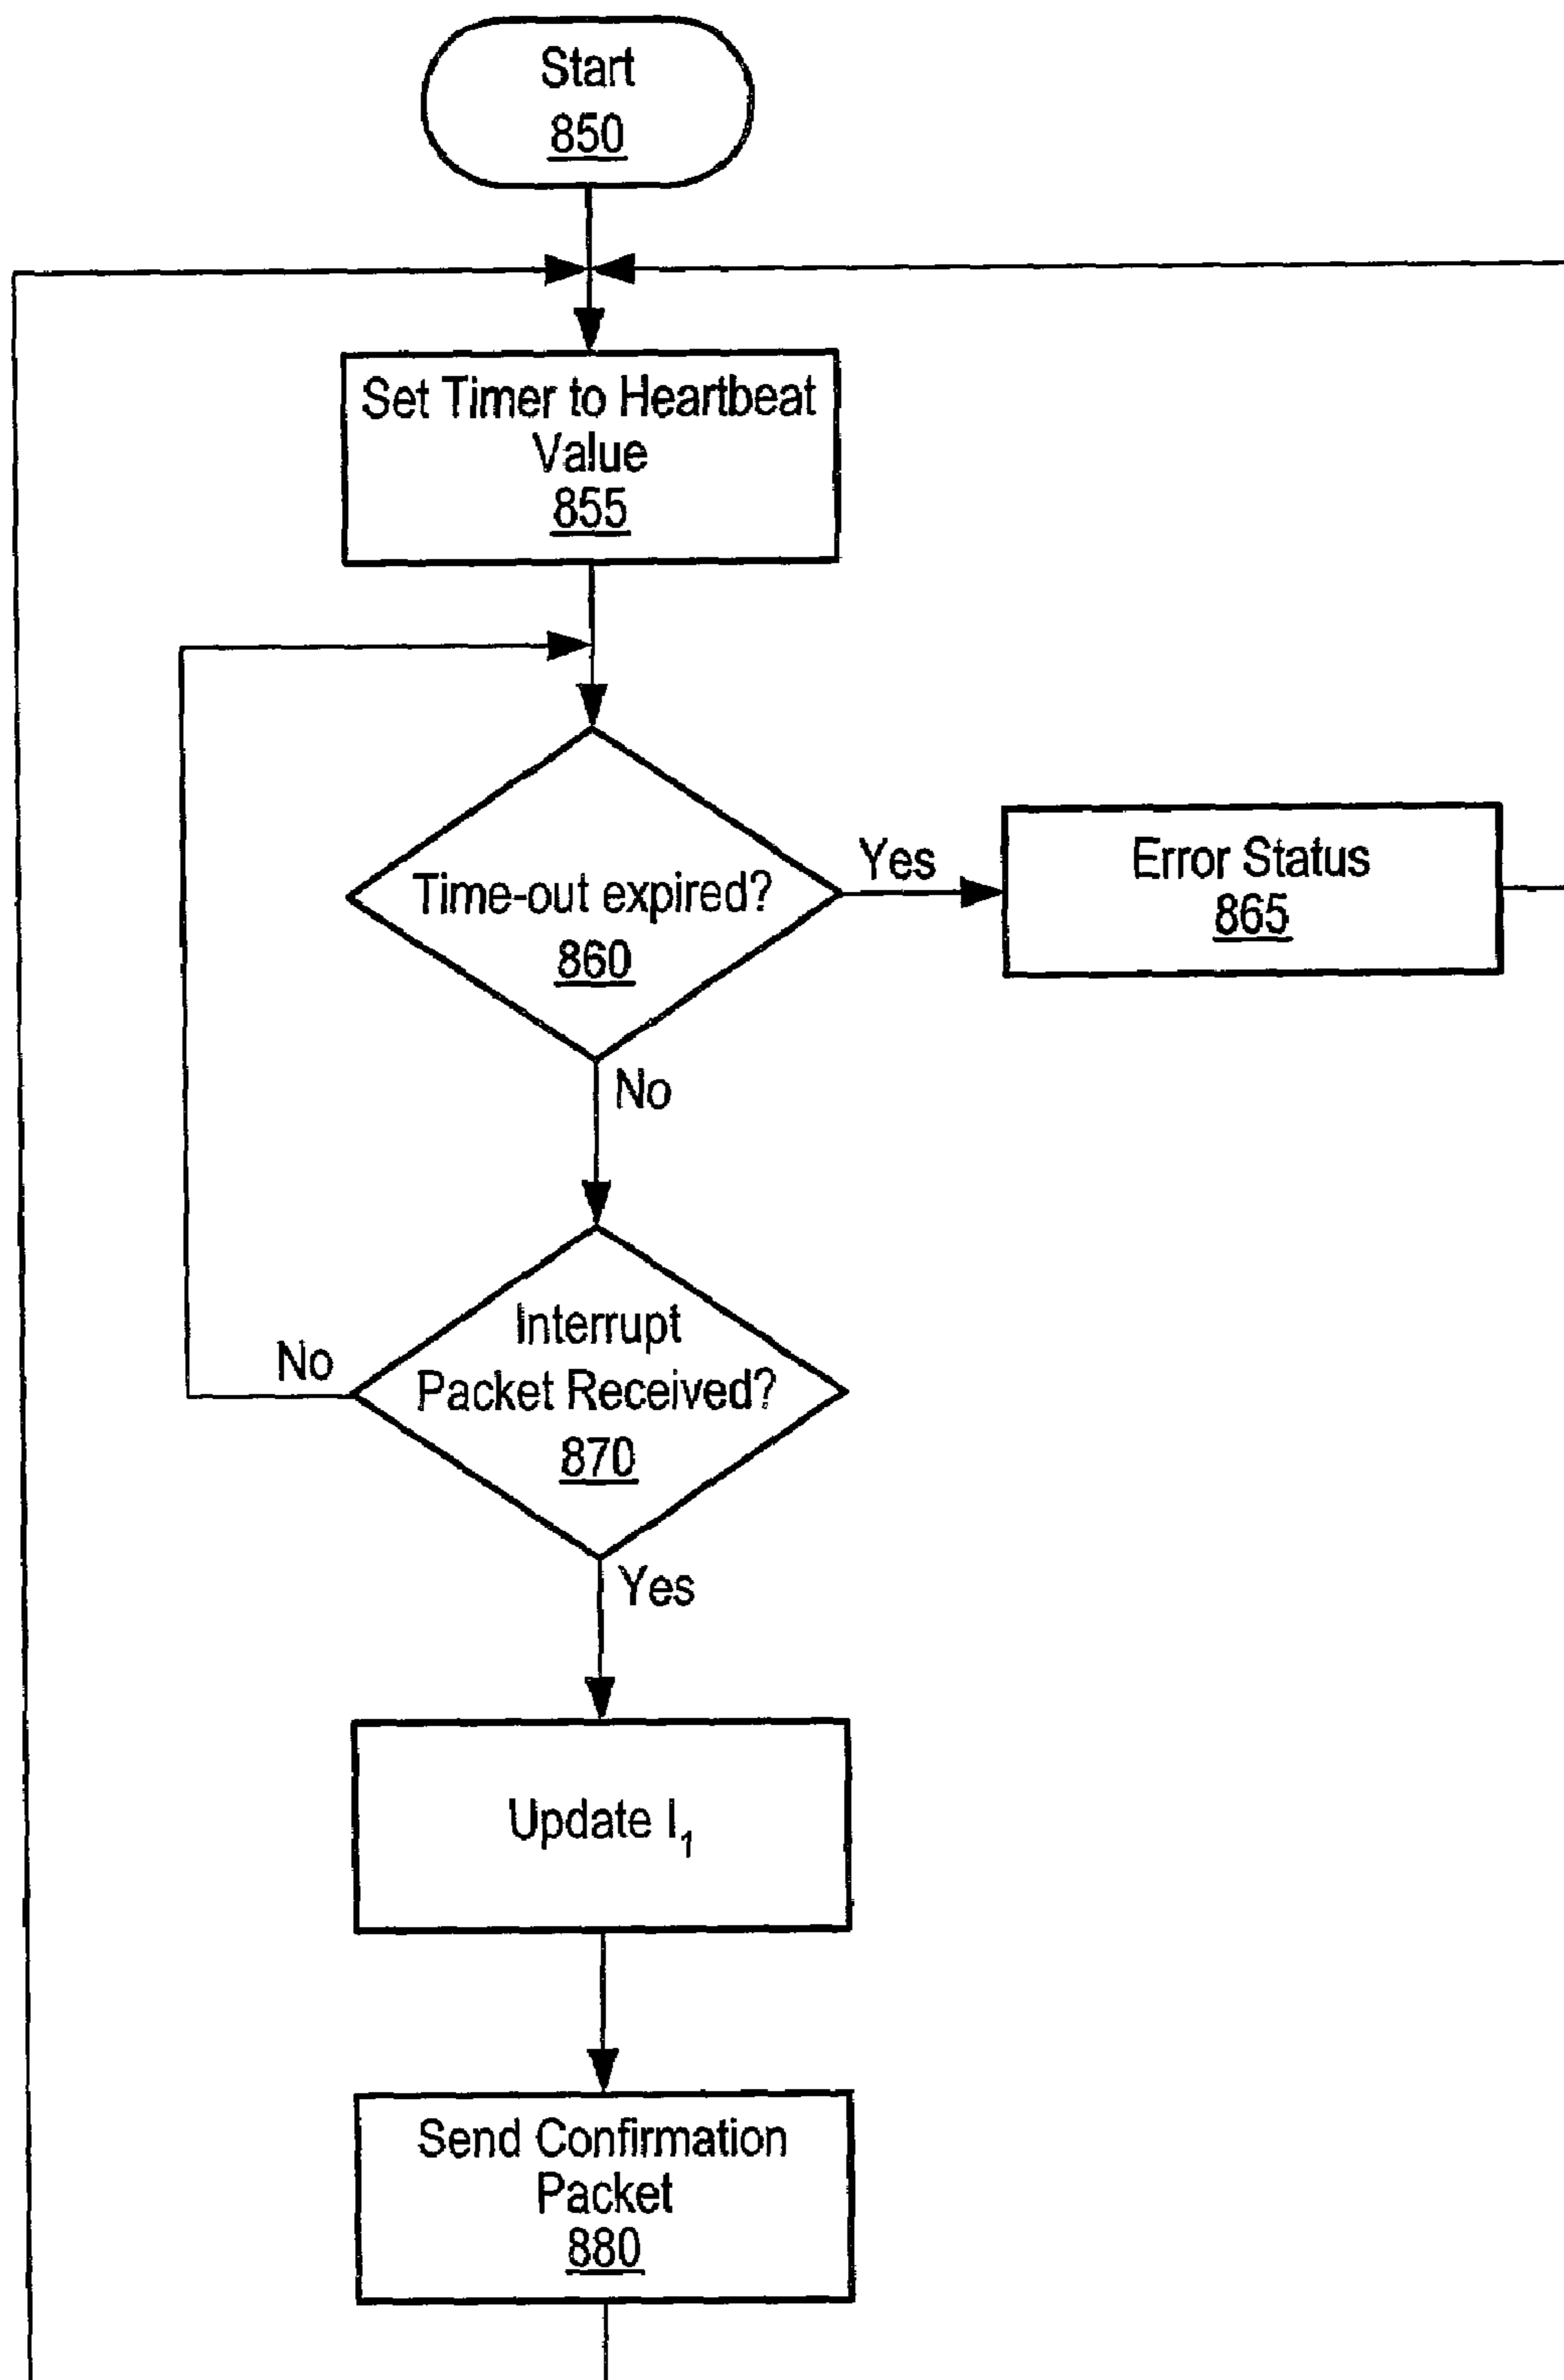 Start
850
Set Timer to Heartbeat
Value
855
Time-out expired?
860
Yes
Error Status
865
No
Interrupt
Packet Received?
870
No
Yes
Update I₁
Send Confirmation
Packet
880